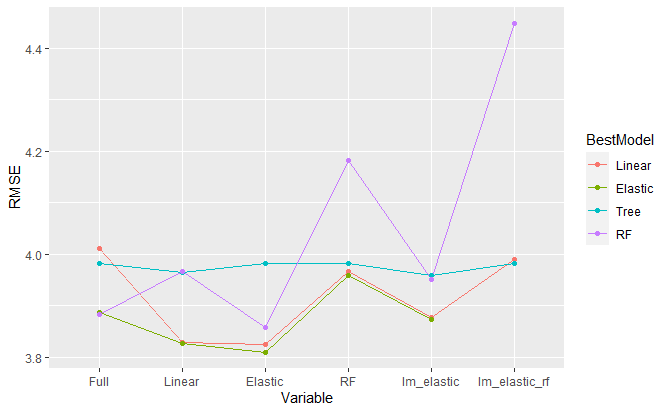 4.4
4.2
4.0
3.8
RMSE
Full Linear Elastic RF lm_elastic lm_elastic_rf
Variable
BestModel
Linear
Elastic
Tree
RF